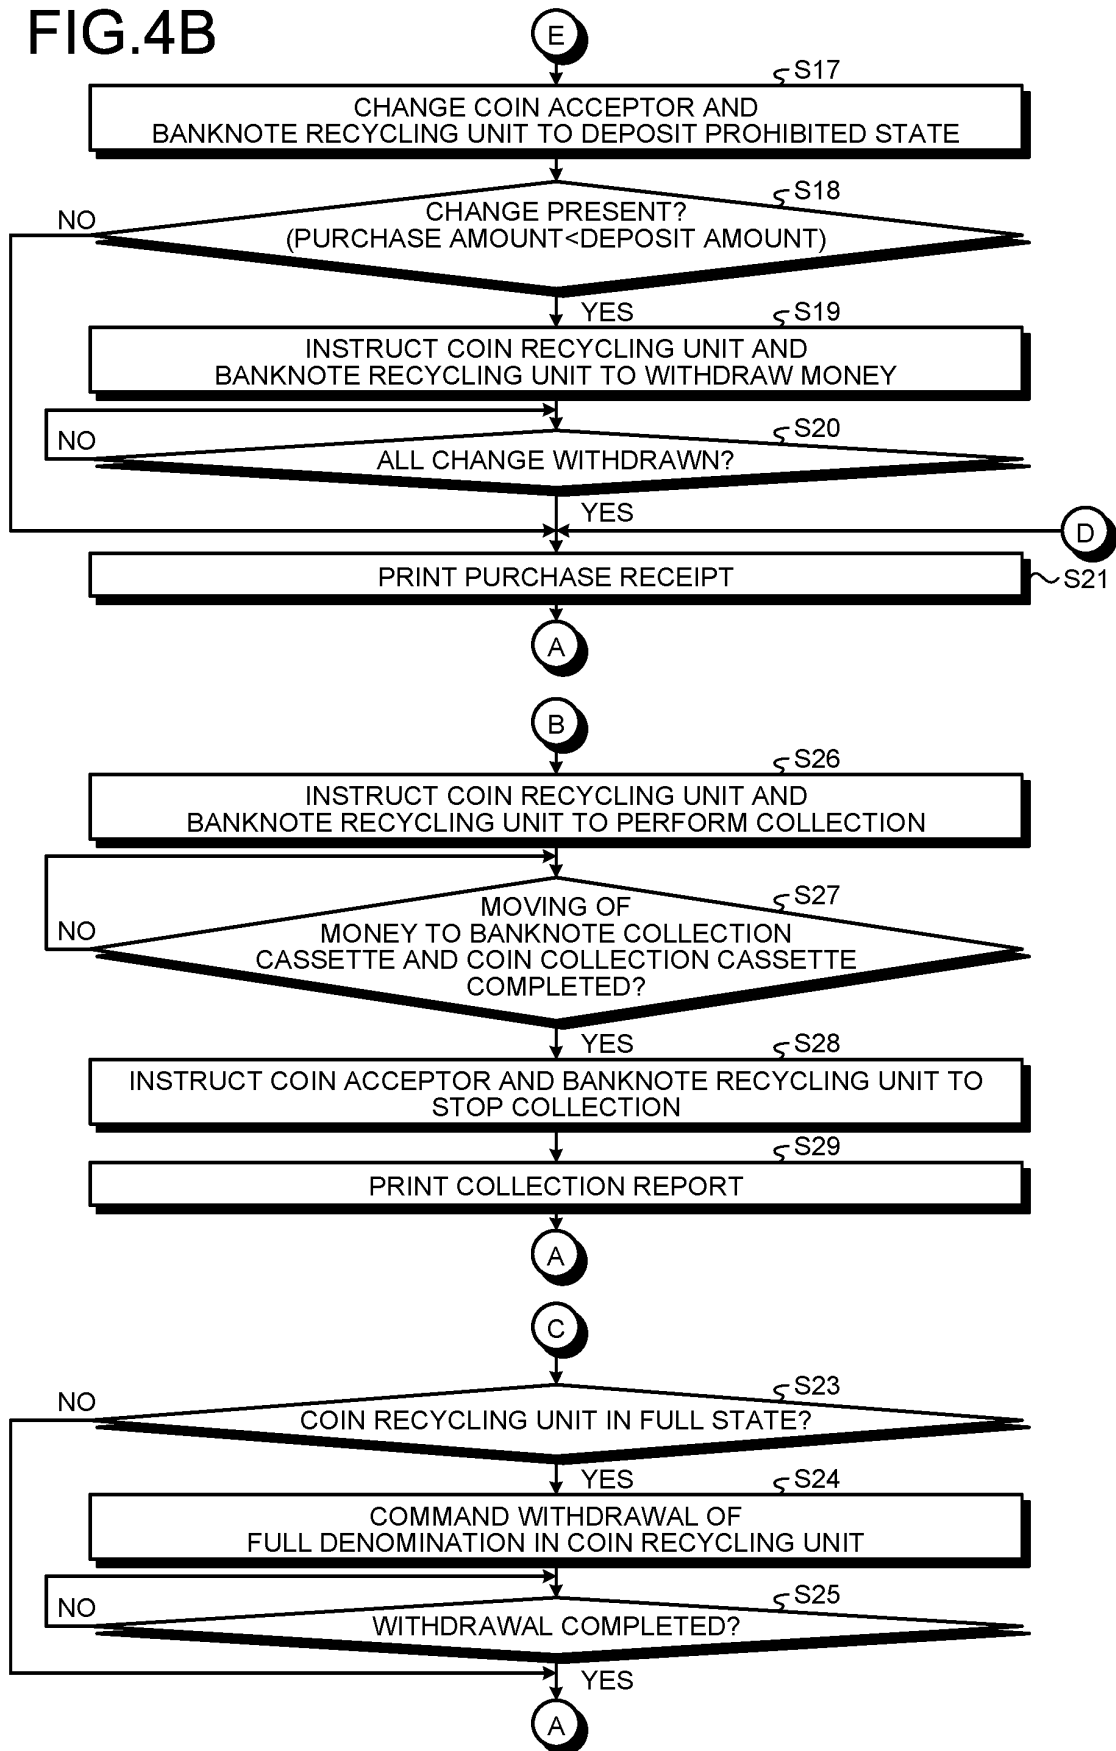 FIG.4B
E
S17
CHANGE COIN ACCEPTOR AND
BANKNOTE RECYCLING UNIT TO DEPOSIT PROHIBITED STATE
S18
NO
CHANGE PRESENT?
(PURCHASE AMOUNT<DEPOSIT AMOUNT)
YES
S19
INSTRUCT COIN RECYCLING UNIT AND
BANKNOTE RECYCLING UNIT TO WITHDRAW MONEY
S20
NO
ALL CHANGE WITHDRAWN?
YES
D
PRINT PURCHASE RECEIPT
S21
A
B
S26
INSTRUCT COIN RECYCLING UNIT AND
BANKNOTE RECYCLING UNIT TO PERFORM COLLECTION
S27
NO
MOVING OF
MONEY TO BANKNOTE COLLECTION
CASSETTE AND COIN COLLECTION CASSETTE
COMPLETED?
YES
S28
INSTRUCT COIN ACCEPTOR AND BANKNOTE RECYCLING UNIT TO
STOP COLLECTION
S29
PRINT COLLECTION REPORT
A
C
S23
NO
COIN RECYCLING UNIT IN FULL STATE?
YES
S24
COMMAND WITHDRAWAL OF
FULL DENOMINATION IN COIN RECYCLING UNIT
S25
NO
WITHDRAWAL COMPLETED?
YES
A